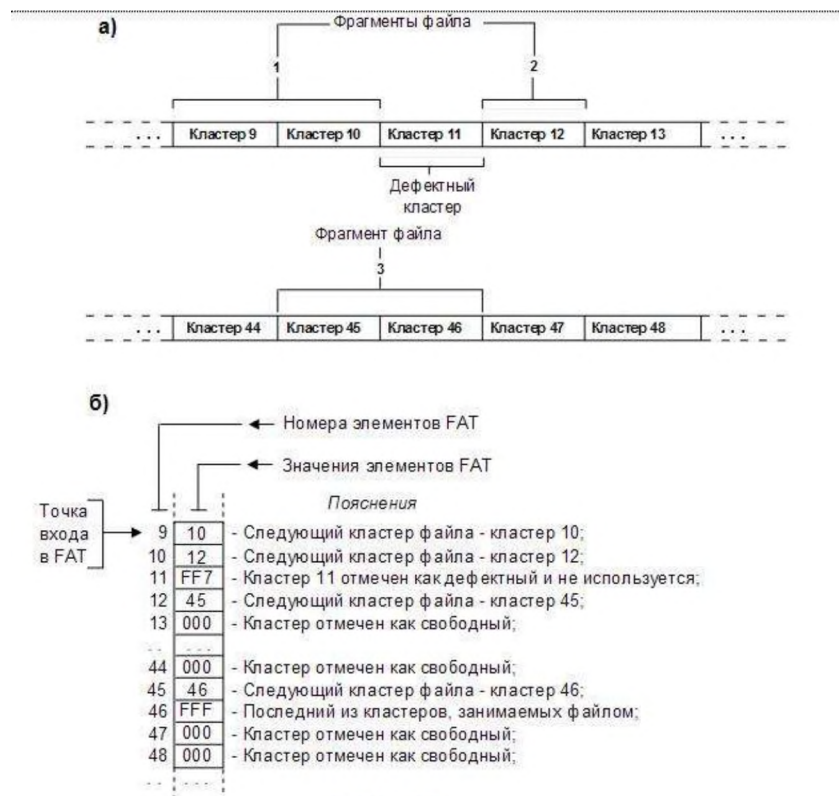 а)
Фрагменты файла
1
2
... Кластер 9 Кластер 10 Кластер 11 Кластер 12 Кластер 13 ...
Дефектный
кластер
Фрагмент файла
3
... Кластер 44 Кластер 45 Кластер 46 Кластер 47 Кластер 48 ...
б)
Номера элементов FAT
Значения элементов FAT
Пояснения
Точка
входа
в FAT
9 10 - Следующий кластер файла - кластер 10;
10 12 - Следующий кластер файла - кластер 12;
11 FF7 - Кластер 11 отмечен как дефектный и не используется;
12 45 - Следующий кластер файла - кластер 45;
13 000 - Кластер отмечен как свободный;
.. ...
44 000 - Кластер отмечен как свободный;
45 46 - Следующий кластер файла - кластер 46;
46 FFF - Последний из кластеров, занимаемых файлом;
47 000 - Кластер отмечен как свободный;
48 000 - Кластер отмечен как свободный;
.. ...